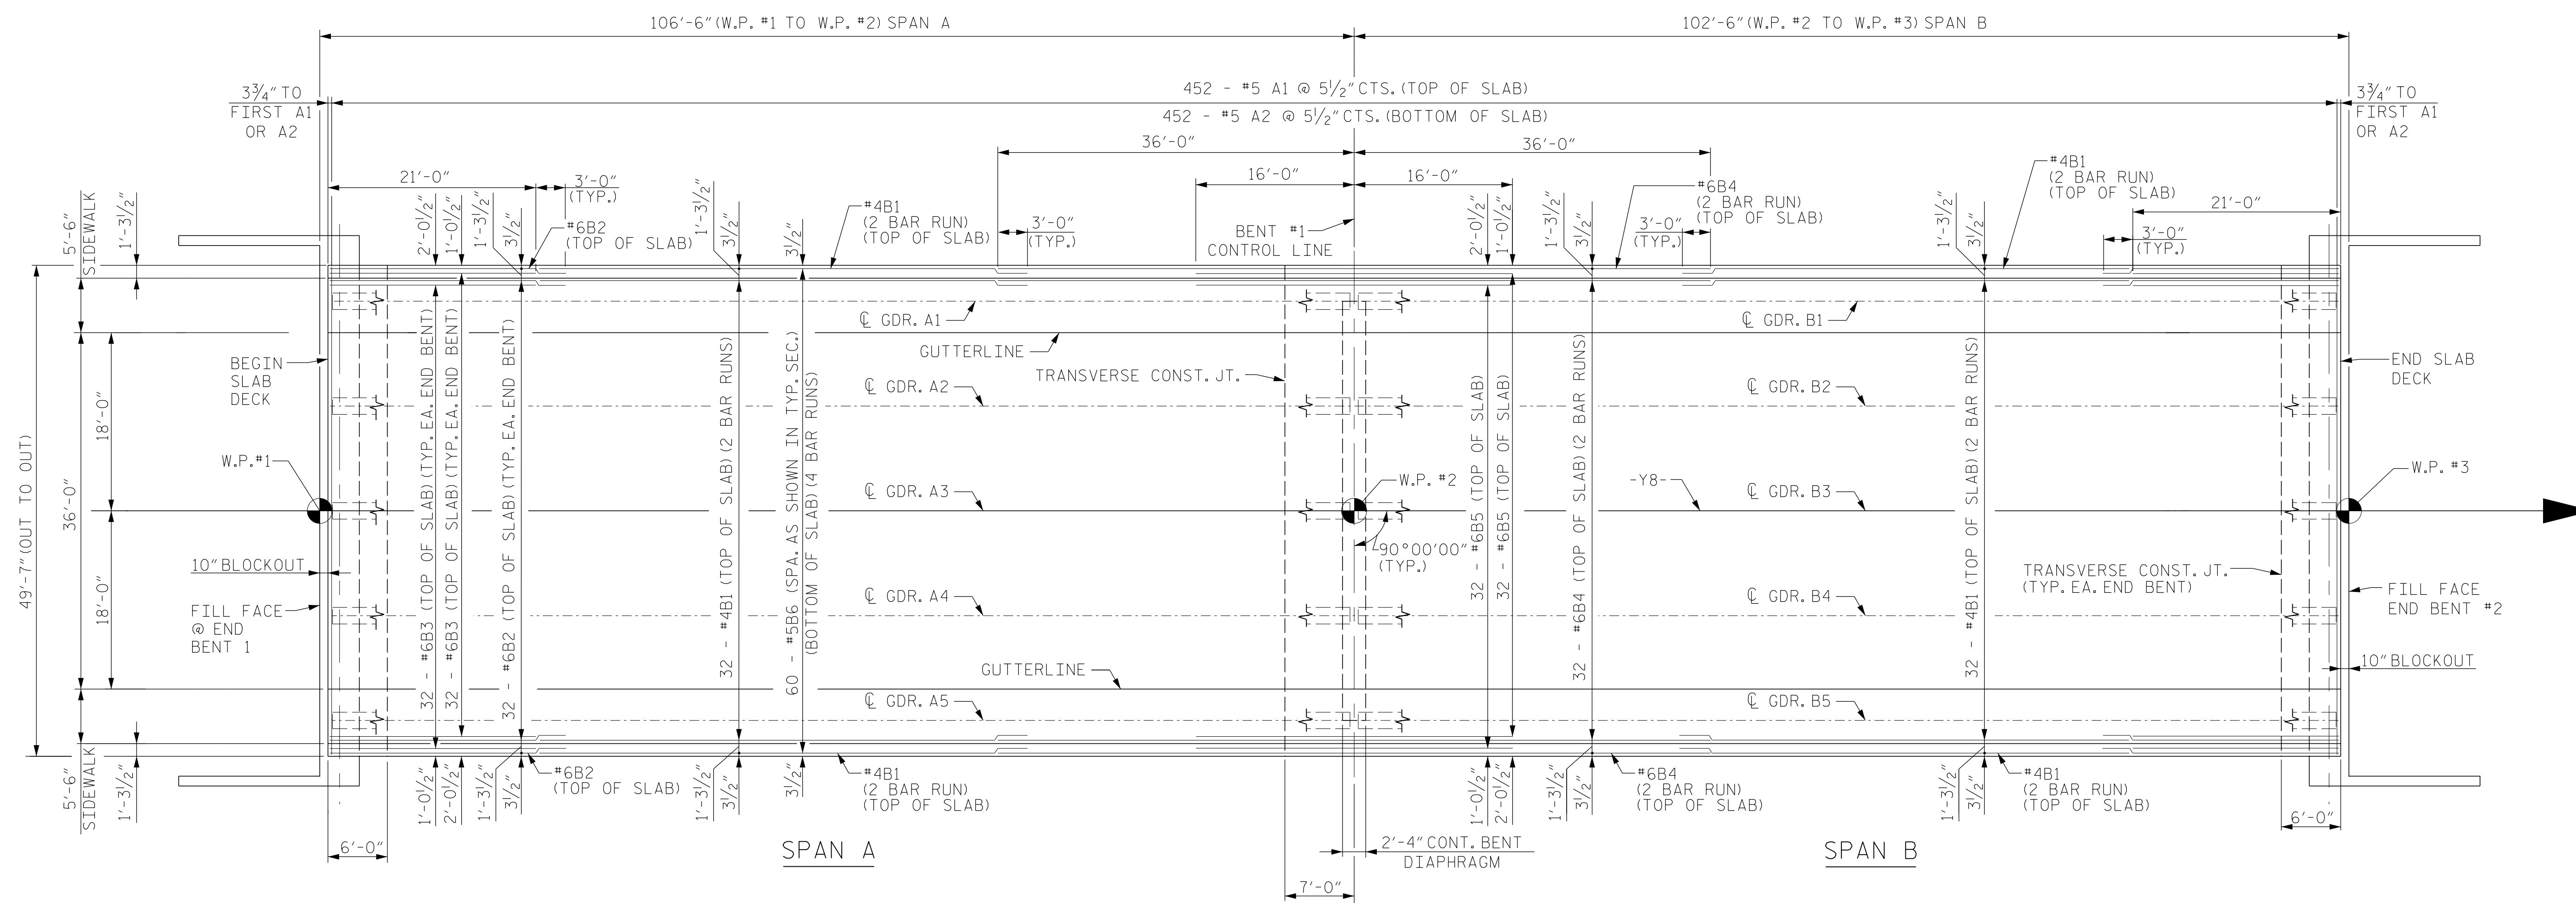 106'-6" (W.P. #1 TO W.P. #2) SPAN A
102'-6" (W.P. #2 TO W.P. #3) SPAN B
3¾" TO
FIRST A1
OR A2
452 - #5 A1 @ 5½" CTS. (TOP OF SLAB)
452 - #5 A2 @ 5½" CTS. (BOTTOM OF SLAB)
3¾" TO
FIRST A1
OR A2
36'-0"
36'-0"
21'-0"
3'-0"
(TYP.)
16'-0"
16'-0"
21'-0"
5'-6"
SIDEWALK
1'-3½"
2'-0½"
1'-0½"
1'-3½"
3½"
#6B2
(TOP OF SLAB)
1'-3½"
3½"
3½"
#4B1
(2 BAR RUN)
(TOP OF SLAB)
3'-0"
(TYP.)
BENT #1
CONTROL LINE
2'-0½"
1'-0½"
1'-3½"
3½"
3'-0"
(TYP.)
#6B4
(2 BAR RUN)
(TOP OF SLAB)
1'-3½"
3½"
#4B1
(2 BAR RUN)
(TOP OF SLAB)
3'-0"
(TYP.)
℄ GDR. A1
℄ GDR. B1
GUTTERLINE
BEGIN
SLAB
DECK
TRANSVERSE CONST. JT.
END SLAB
DECK
℄ GDR. A2
℄ GDR. B2
49'-7" (OUT TO OUT)
36'-0"
18'-0"
18'-0"
W.P. #1
32 - #6B3 (TOP OF SLAB) (TYP. EA. END BENT)
32 - #6B3 (TOP OF SLAB) (TYP. EA. END BENT)
32 - #6B2 (TOP OF SLAB) (TYP. EA. END BENT)
32 - #4B1 (TOP OF SLAB) (2 BAR RUNS)
60 - #5B6 (SPA. AS SHOWN IN TYP. SEC.)
(BOTTOM OF SLAB) (4 BAR RUNS)
32 - #6B5 (TOP OF SLAB)
32 - #6B5 (TOP OF SLAB)
32 - #6B4 (TOP OF SLAB) (2 BAR RUNS)
32 - #4B1 (TOP OF SLAB) (2 BAR RUNS)
℄ GDR. A3
W.P. #2
-Y8-
℄ GDR. B3
W.P. #3
90°00'00"
(TYP.)
10" BLOCKOUT
FILL FACE
@ END
BENT 1
℄ GDR. A4
℄ GDR. B4
TRANSVERSE CONST. JT.
(TYP. EA. END BENT)
FILL FACE
END BENT #2
GUTTERLINE
10" BLOCKOUT
℄ GDR. A5
℄ GDR. B5
5'-6"
SIDEWALK
1'-3½"
1'-0½"
2'-0½"
1'-3½"
3½"
#6B2
(TOP OF SLAB)
1'-3½"
3½"
3½"
#4B1
(2 BAR RUN)
(TOP OF SLAB)
1'-0½"
2'-0½"
1'-3½"
3½"
#6B4
(2 BAR RUN)
(TOP OF SLAB)
1'-3½"
3½"
#4B1
(2 BAR RUN)
(TOP OF SLAB)
6'-0"
SPAN A
2'-4" CONT. BENT
DIAPHRAGM
SPAN B
6'-0"
7'-0"